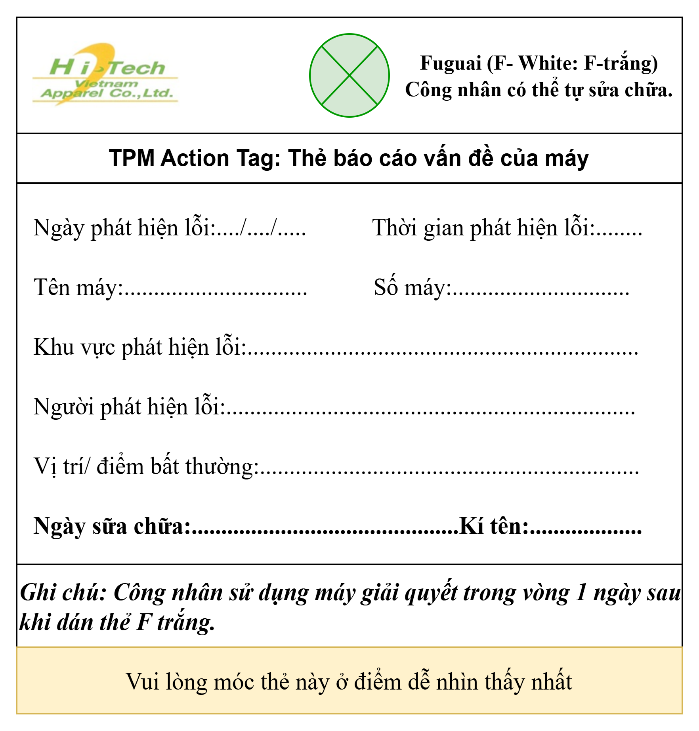 Hi-Tech
Vietnam
Apparel Co.,Ltd.
Fuguai (F- White: F-trắng)
Công nhân có thể tự sửa chữa.
TPM Action Tag: Thẻ báo cáo vấn đề của máy
Ngày phát hiện lỗi:..../..../..... Thời gian phát hiện lỗi:........
Tên máy:............................... Số máy:..............................
Khu vực phát hiện lỗi:..................................................................
Người phát hiện lỗi:.....................................................................
Vị trí/ điểm bất thường:................................................................
Ngày sữa chữa:.............................................Kí tên:...................
Ghi chú: Công nhân sử dụng máy giải quyết trong vòng 1 ngày sau
khi dán thẻ F trắng.
Vui lòng móc thẻ này ở điểm dễ nhìn thấy nhất